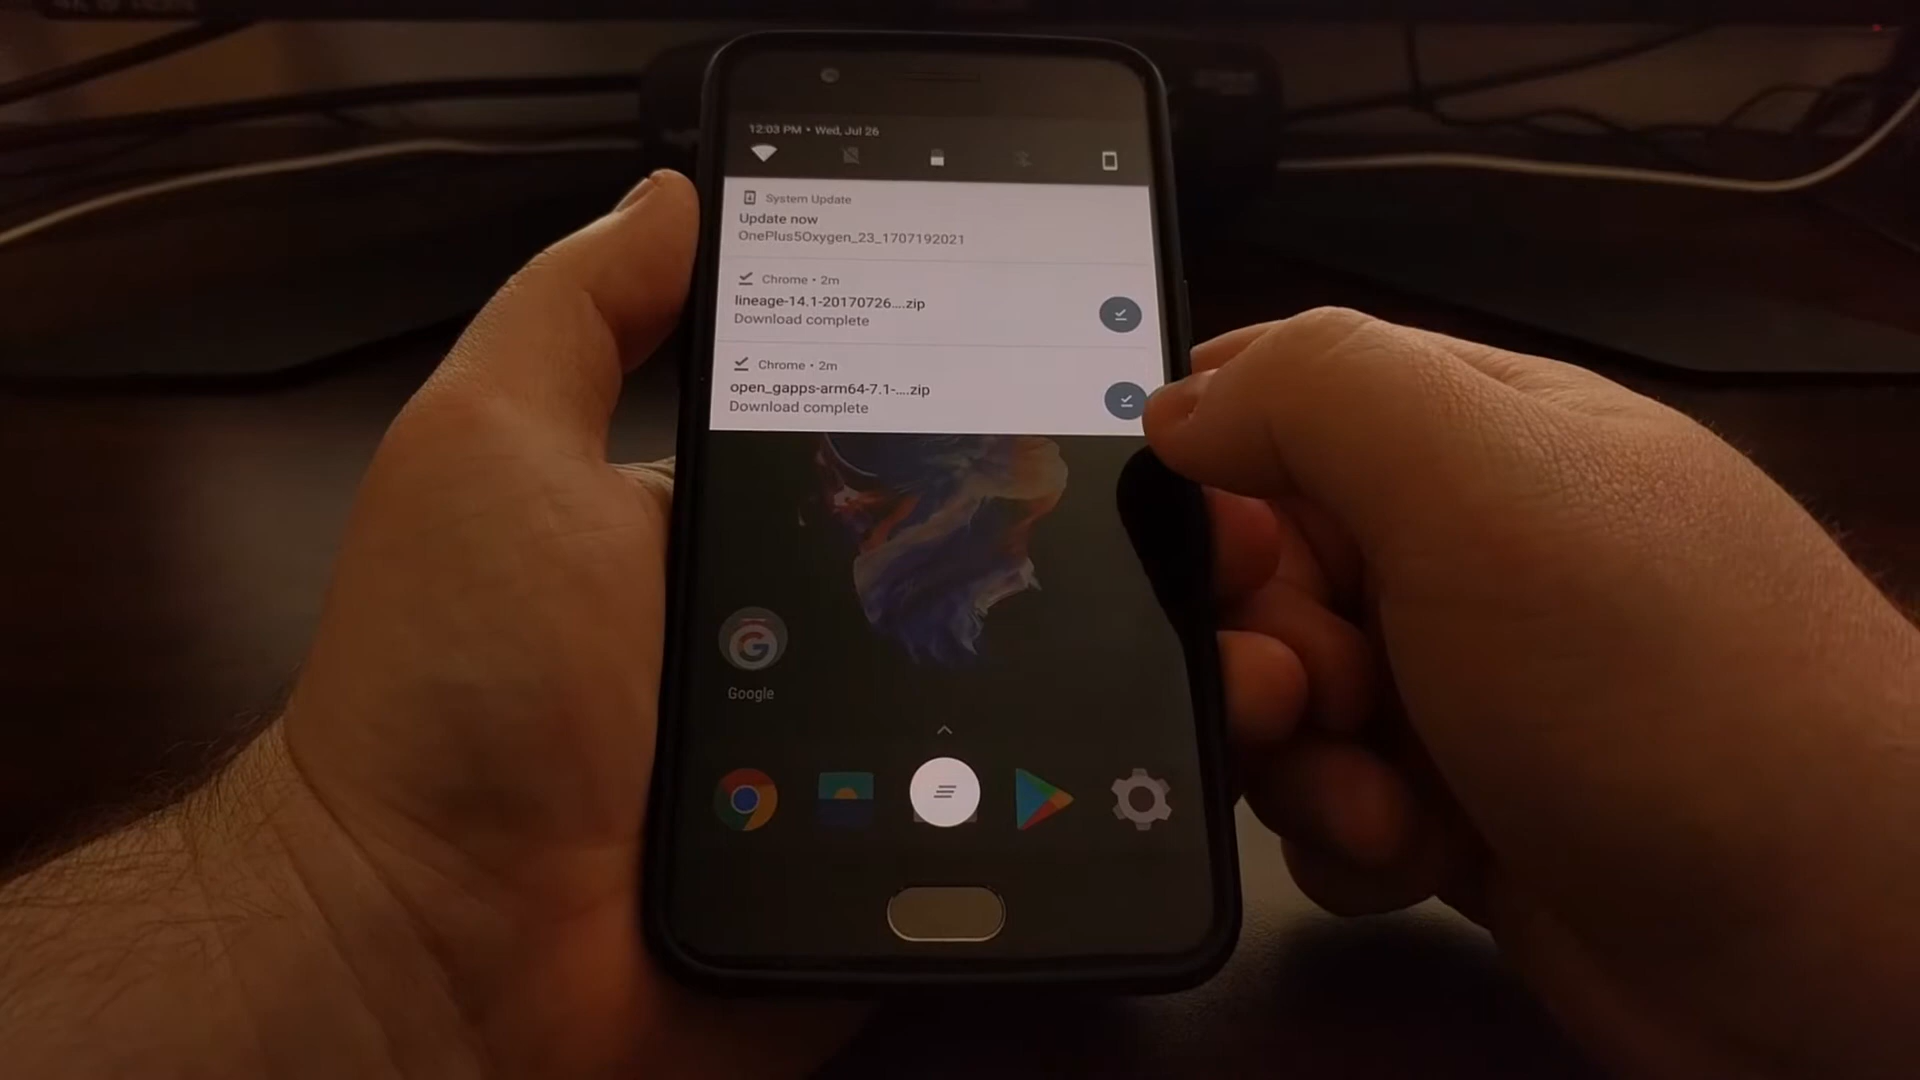 12:03 PM • Wed, Jul 26
System Update
Update now
OnePlus5Oxygen_23_1707192021
Chrome • 2m
lineage-14.1-20170726....zip
Download complete
Chrome • 2m
open_gapps-arm64-7.1-....zip
Download complete
Google